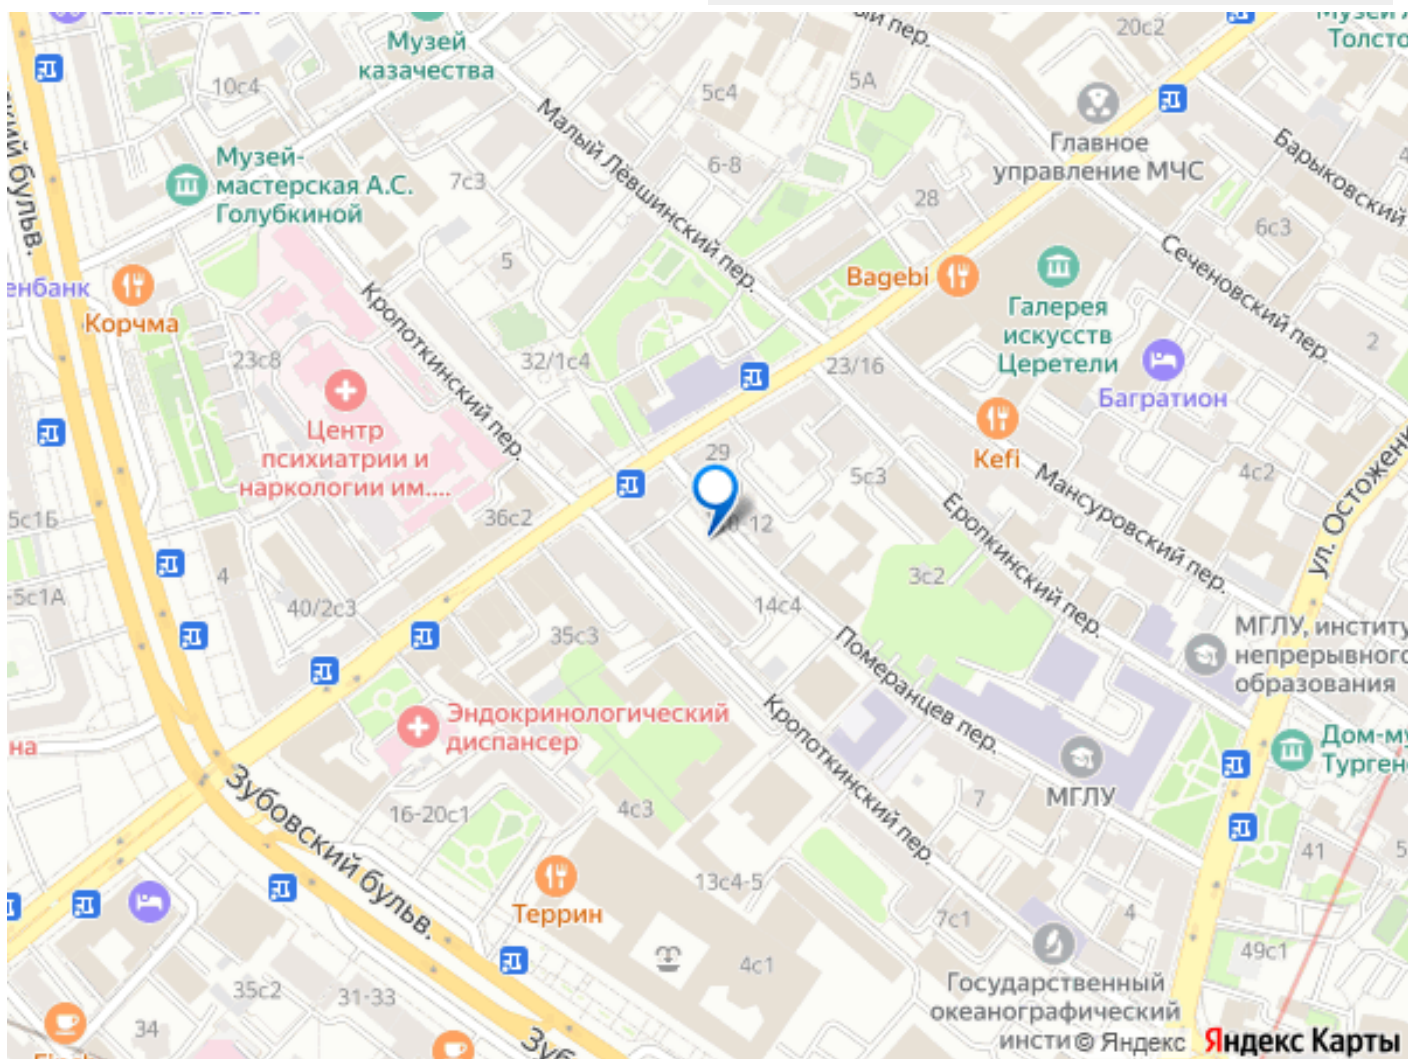 Музей
казачества
20с2
Толсто
10с4
5с4
5А
Главное
управление МЧС
Малый Лёвшинский пер.
Барыковский
Музей-
мастерская А.С.
Голубкиной
7с3
6-8
28
6с3
Сеченовский пер.
5
Bagebi
Корчма
Кропоткинский пер.
Галерея
искусств
Церетели
2
23с8
32/1с4
23/16
Багратион
Центр
психиатрии и
наркологии им....
29
5с3
Kefi
4с2
ул. Остоженк
Мансуровский пер.
Еропкинский пер.
5с1Б
36с2
12
4
3с2
5с1А
40/2с3
14с4
35с3
Померанцев пер.
МГЛУ, институ
непрерывного
образования
Эндокринологический
диспансер
Кропоткинский пер.
на
Дом-му
Тургене
Зубовский бульв.
МГЛУ
7
16-20с1
4с3
41
13с4-5
Террин
7с1
4
49с1
4с1
35с2
31-33
34
Государственный
океанографический
инсти
© Яндекс
Яндекс Карты